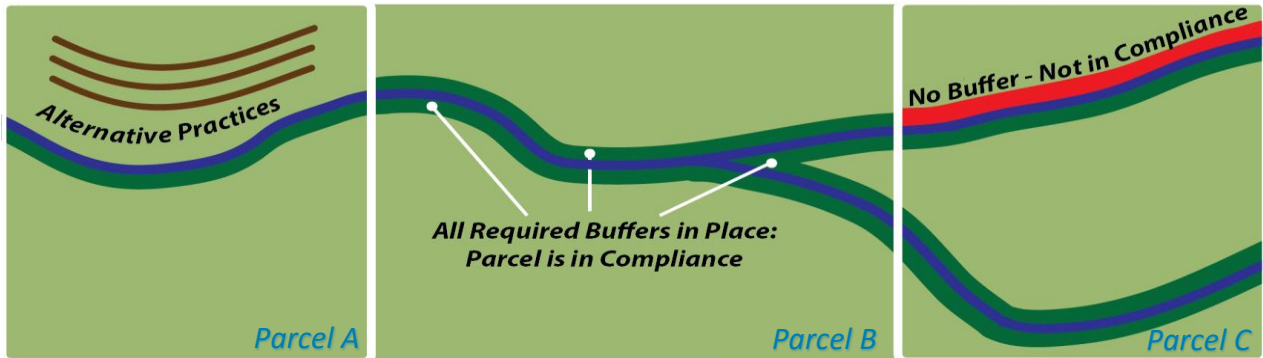 Alternative Practices
Parcel A
All Required Buffers in Place:
Parcel is in Compliance
Parcel B
No Buffer - Not in Compliance
Parcel C